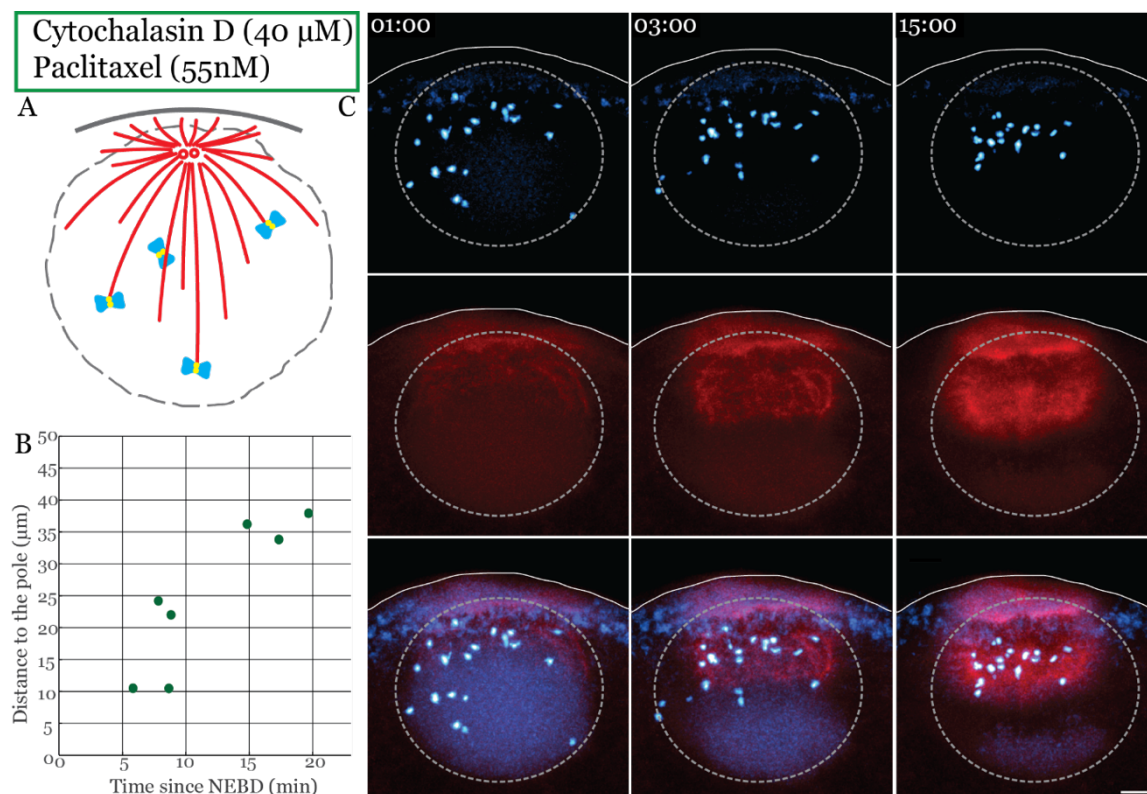 Cytochalasin D (40 μM)
Paclitaxel (55nM)
A
C
01:00
03:00
15:00
B
Distance to the pole (μm)
50
45
40
35
30
25
20
15
10
5
0
0 5 10 15 20
Time since NEBD (min)